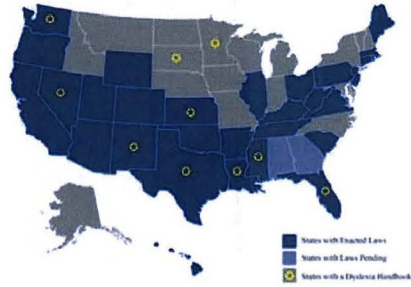 States with Enacted Laws
States with Laws Pending
States with a Dyslexia Handbook